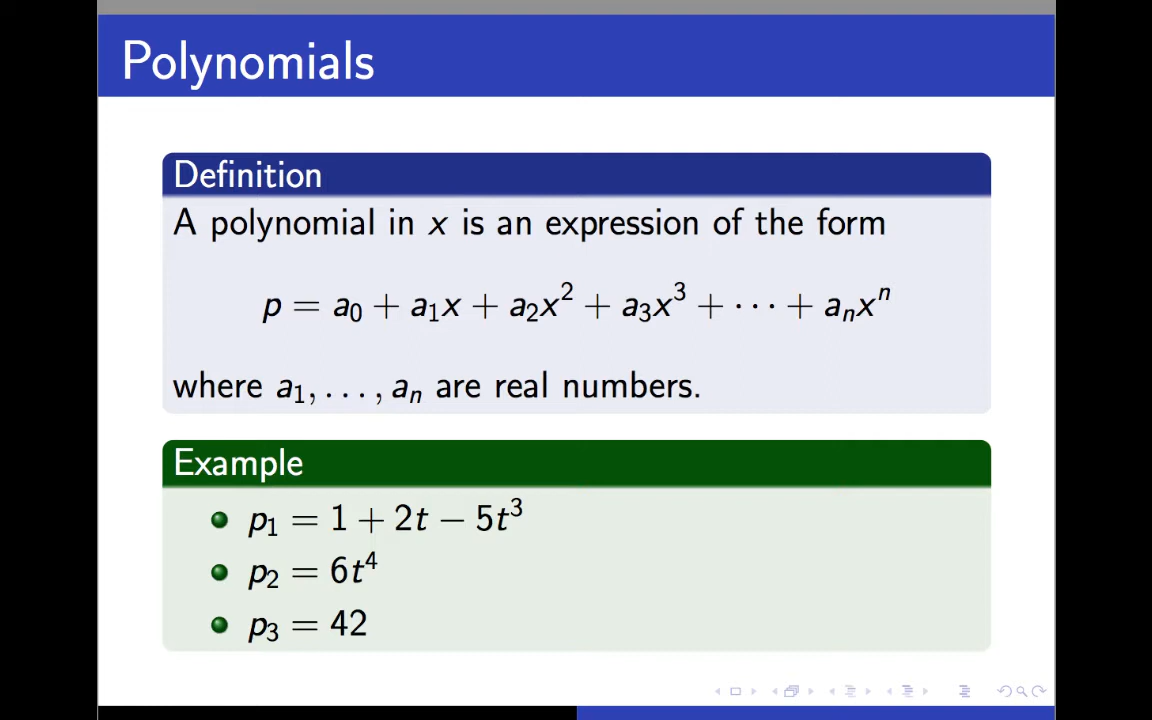 Polynomials
Definition
A polynomial in x is an expression of the form
p = a₀ + a₁x + a₂x² + a₃x³ + · · · + aₙxⁿ
where a₁, . . . , aₙ are real numbers.
Example
p₁ = 1 + 2t − 5t³
p₂ = 6t⁴
p₃ = 42